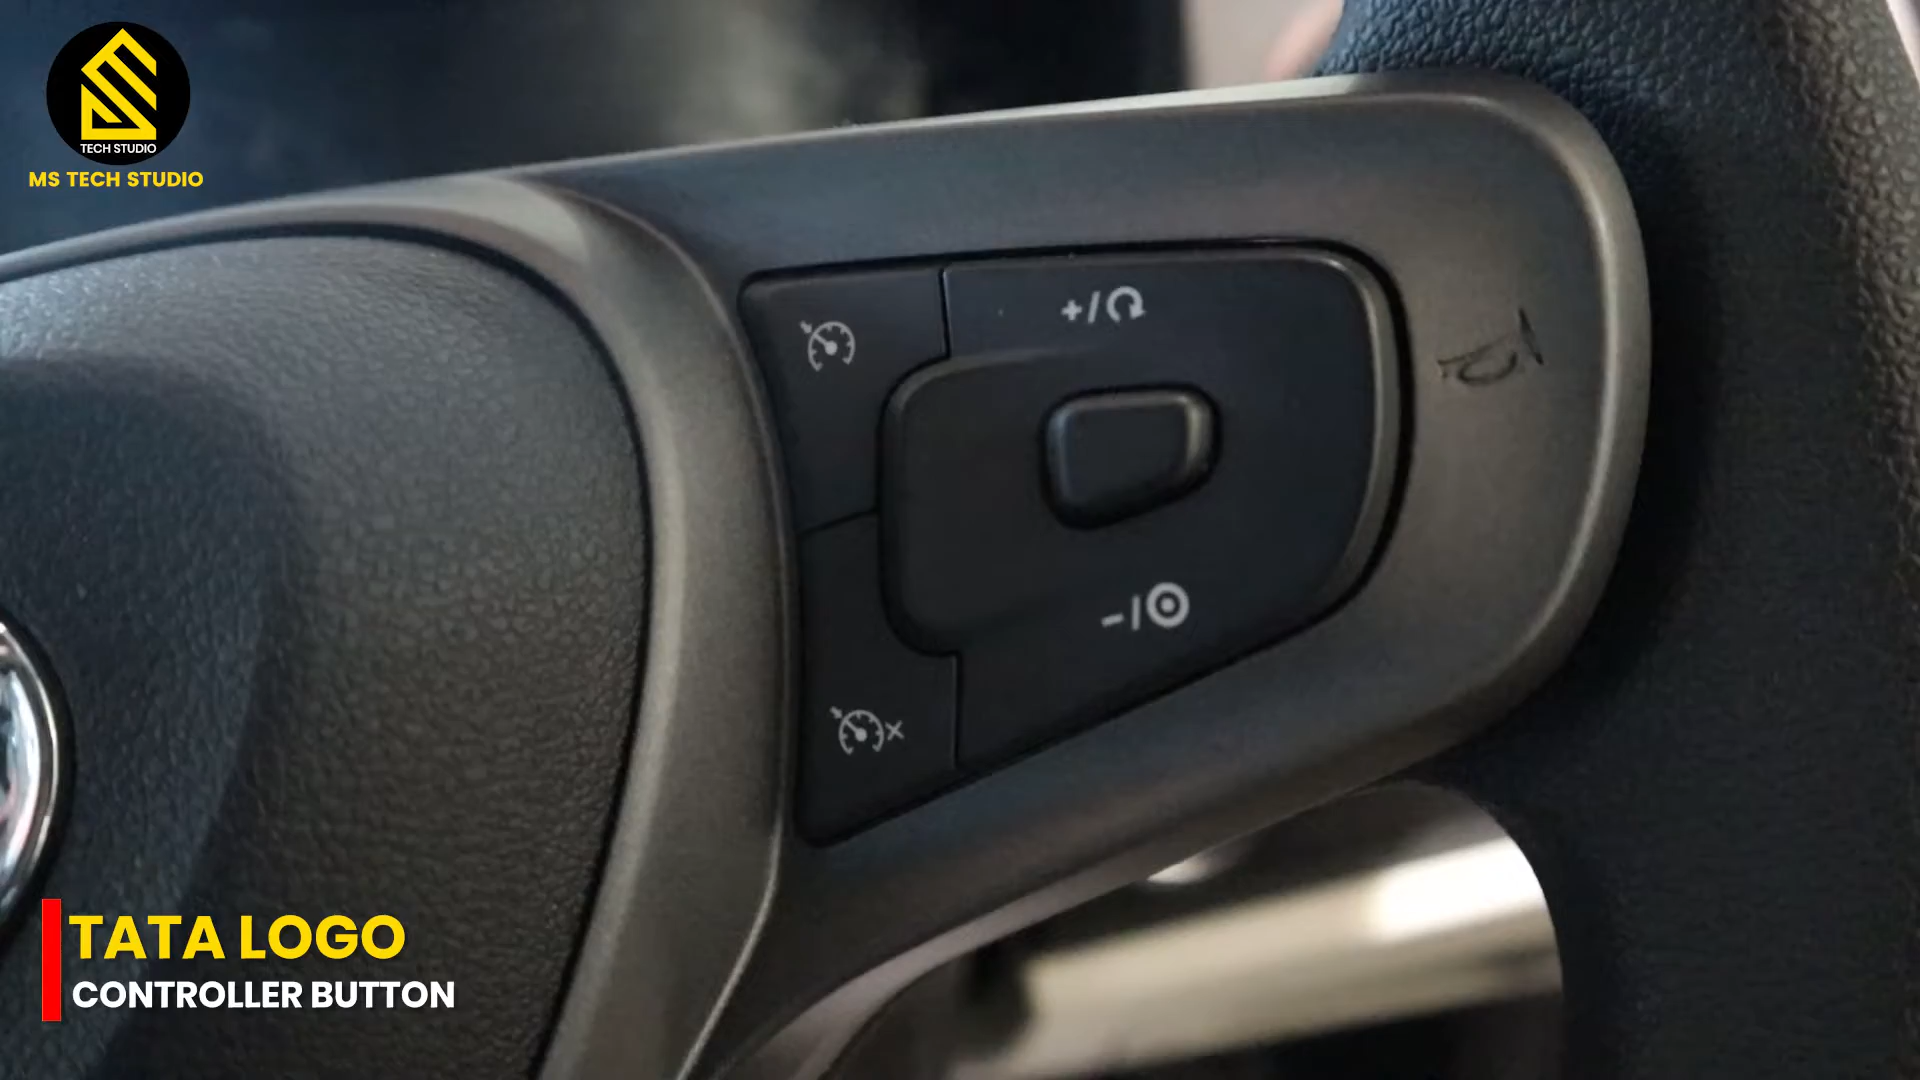 TECH STUDIO
MS TECH STUDIO
+/
-/
x
TATA LOGO
CONTROLLER BUTTON